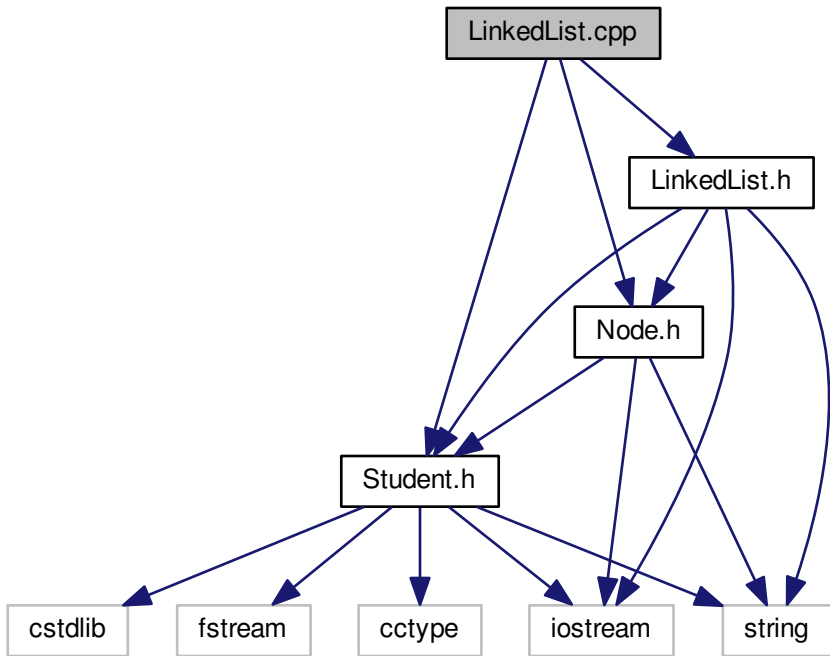 LinkedList.cpp
LinkedList.h
Node.h
Student.h
cstdlib
fstream
cctype
iostream
string